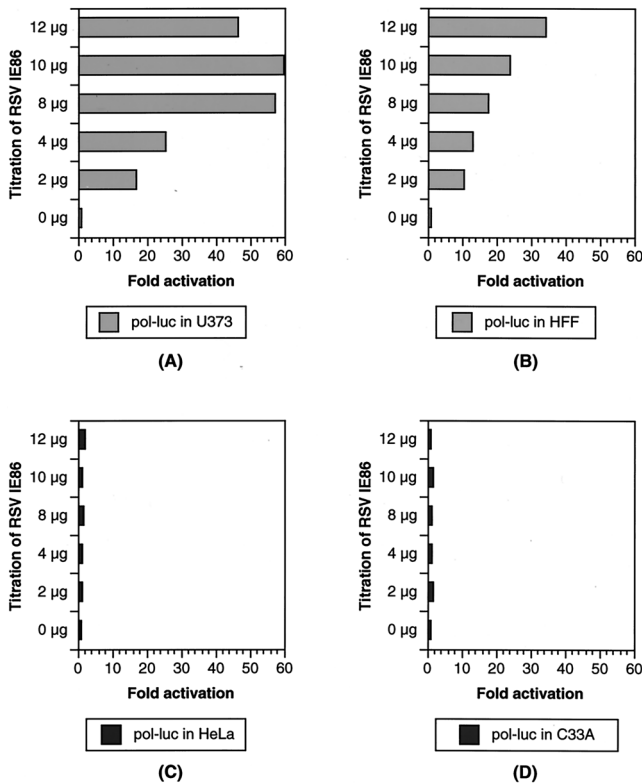 Titration of RSV IE86
12 µg
10 µg
8 µg
4 µg
2 µg
0 µg
0 10 20 30 40 50 60
Fold activation
pol-luc in U373
(A)
Titration of RSV IE86
12 µg
10 µg
8 µg
4 µg
2 µg
0 µg
0 10 20 30 40 50 60
Fold activation
pol-luc in HFF
(B)
Titration of RSV IE86
12 µg
10 µg
8 µg
4 µg
2 µg
0 µg
0 10 20 30 40 50 60
Fold activation
pol-luc in HeLa
(C)
Titration of RSV IE86
12 µg
10 µg
8 µg
4 µg
2 µg
0 µg
0 10 20 30 40 50 60
Fold activation
pol-luc in C33A
(D)